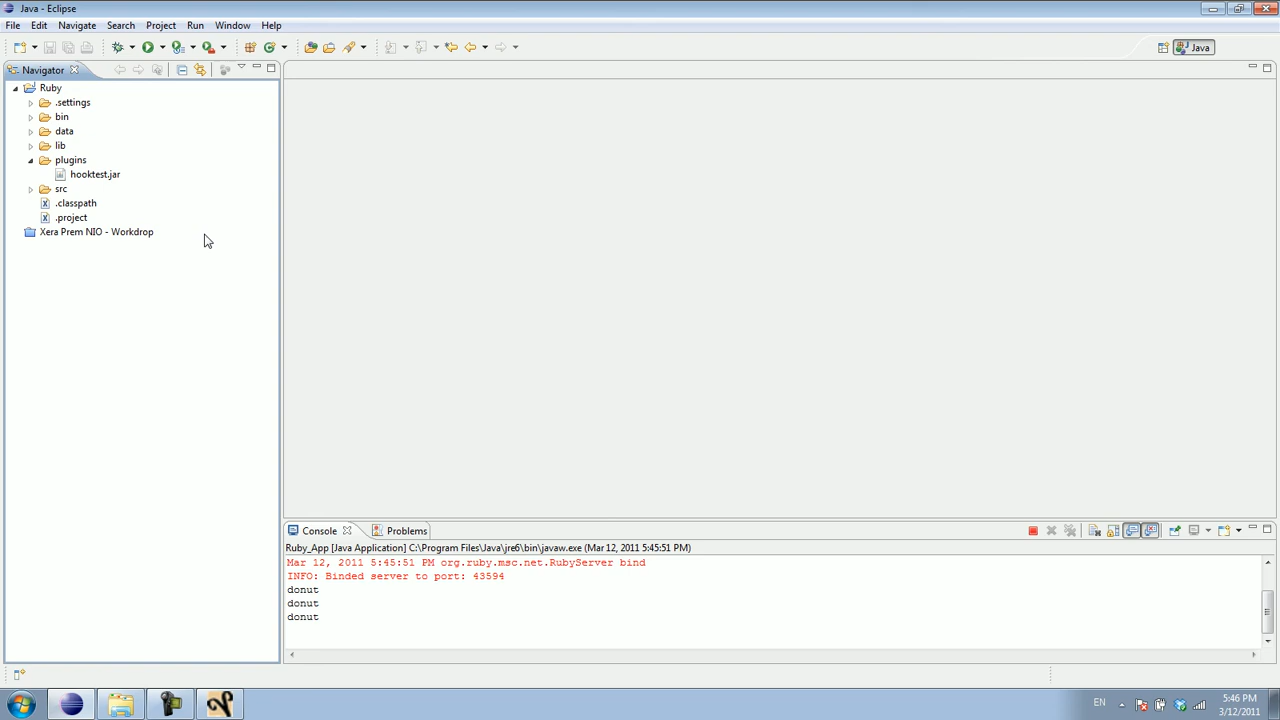 Java - Eclipse
File Edit Navigate Search Project Run Window Help
Java
Navigator
Ruby
.settings
bin
data
lib
plugins
hooktest.jar
src
.classpath
.project
Xera Prem NIO - Workdrop
Console Problems
Ruby_App [Java Application] C:\Program Files\Java\jre6\bin\javaw.exe (Mar 12, 2011 5:45:51 PM)
Mar 12, 2011 5:45:51 PM org.ruby.msc.net.RubyServer bind
INFO: Binded server to port: 43594
donut
donut
donut
EN
5:46 PM
3/12/2011